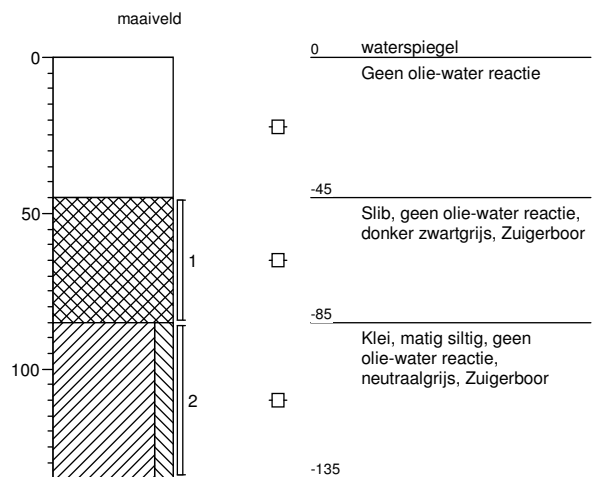 maaiveld
0
0
waterspiegel
Geen olie-water reactie
-45
50
Slib, geen olie-water reactie,
donker zwartgrijs, Zuigerboor
1
-85
Klei, matig siltig, geen
olie-water reactie,
neutraalgrijs, Zuigerboor
100
2
-135